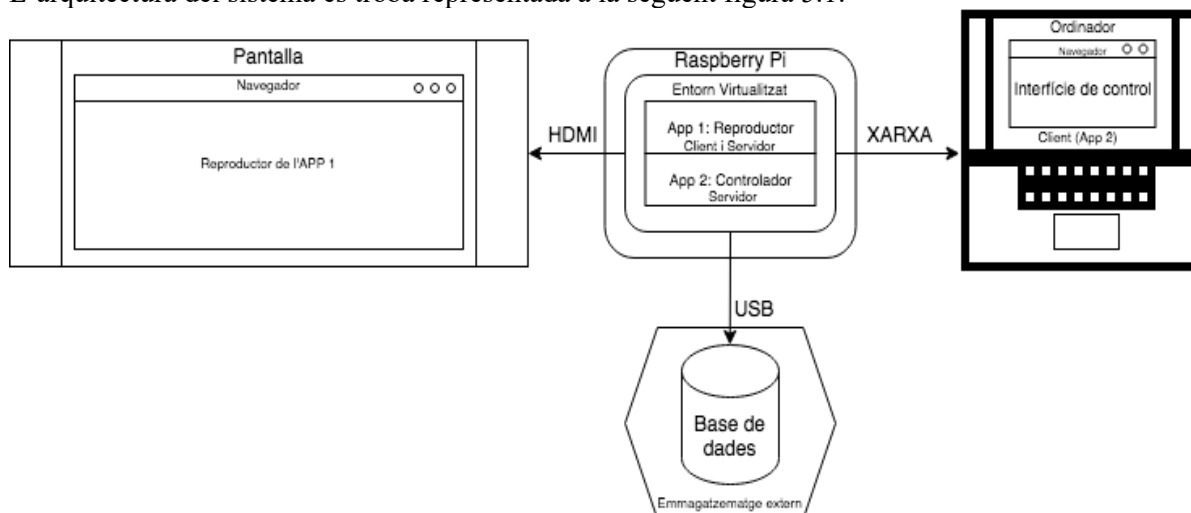 L'arquitectura del sistema es troba representada a la següent figura 3.1:
Pantalla
Navegador
Reproductor de l'APP 1
HDMI
Raspberry Pi
Entorn Virtualitzat
App 1: Reproductor
Client i Servidor
App 2: Controlador
Servidor
XARXA
Ordinador
Navegador
Interfície de control
Client (App 2)
USB
Base de
dades
Emmagatzematge extern